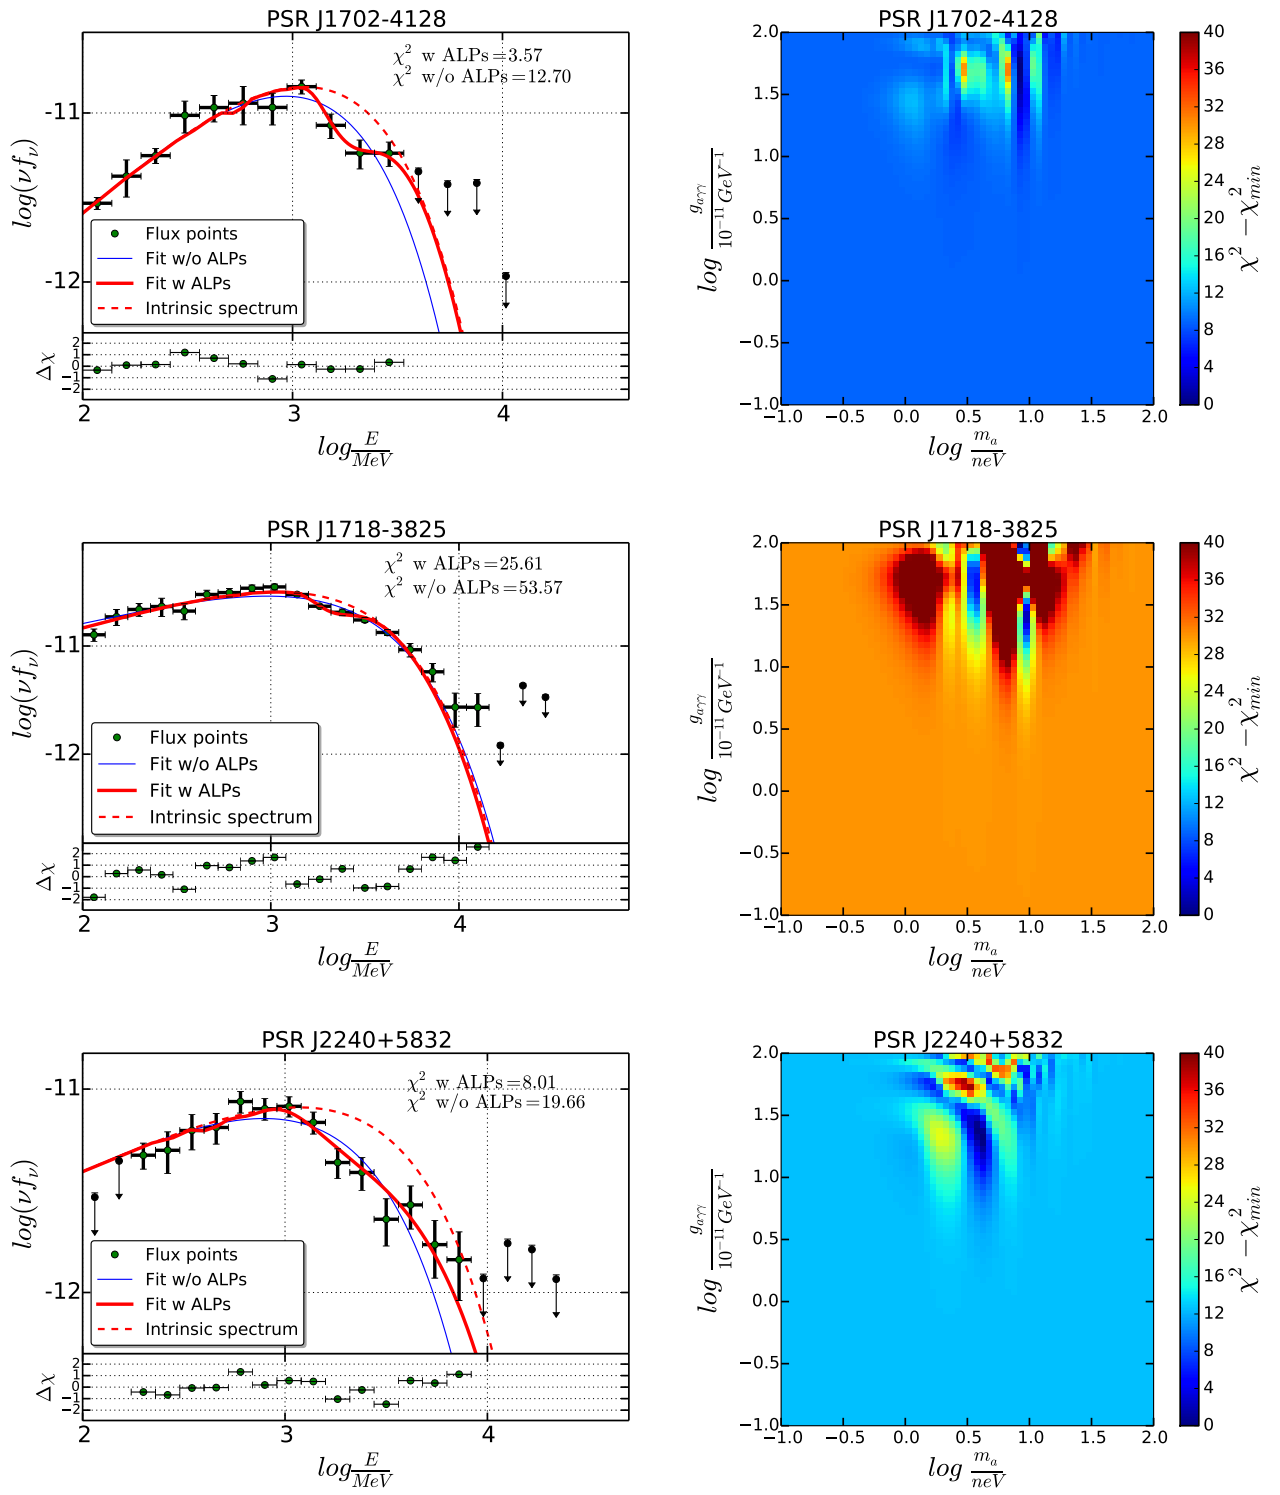 PSR J1702-4128
χ² w ALPs=3.57
χ² w/o ALPs=12.70
log(νf_ν)
-11
-12
Flux points
Fit w/o ALPs
Fit w ALPs
Intrinsic spectrum
Δχ
2
1
0
−1
−2
2 3 4
log E/MeV
PSR J1702-4128
log g_aγγ/10⁻¹¹GeV⁻¹
2.0
1.5
1.0
0.5
0.0
−0.5
−1.0
−1.0 −0.5 0.0 0.5 1.0 1.5 2.0
log m_a/neV
40
36
32
28
24
20
16
12
8
4
0
χ² − χ²_min
PSR J1718-3825
χ² w ALPs=25.61
χ² w/o ALPs=53.57
log(νf_ν)
-11
-12
Flux points
Fit w/o ALPs
Fit w ALPs
Intrinsic spectrum
Δχ
2
1
0
−1
−2
2 3 4
log E/MeV
PSR J1718-3825
log g_aγγ/10⁻¹¹GeV⁻¹
2.0
1.5
1.0
0.5
0.0
−0.5
−1.0
−1.0 −0.5 0.0 0.5 1.0 1.5 2.0
log m_a/neV
40
36
32
28
24
20
16
12
8
4
0
χ² − χ²_min
PSR J2240+5832
χ² w ALPs=8.01
χ² w/o ALPs=19.66
log(νf_ν)
-11
-12
Flux points
Fit w/o ALPs
Fit w ALPs
Intrinsic spectrum
Δχ
2
1
0
−1
−2
2 3 4
log E/MeV
PSR J2240+5832
log g_aγγ/10⁻¹¹GeV⁻¹
2.0
1.5
1.0
0.5
0.0
−0.5
−1.0
−1.0 −0.5 0.0 0.5 1.0 1.5 2.0
log m_a/neV
40
36
32
28
24
20
16
12
8
4
0
χ² − χ²_min